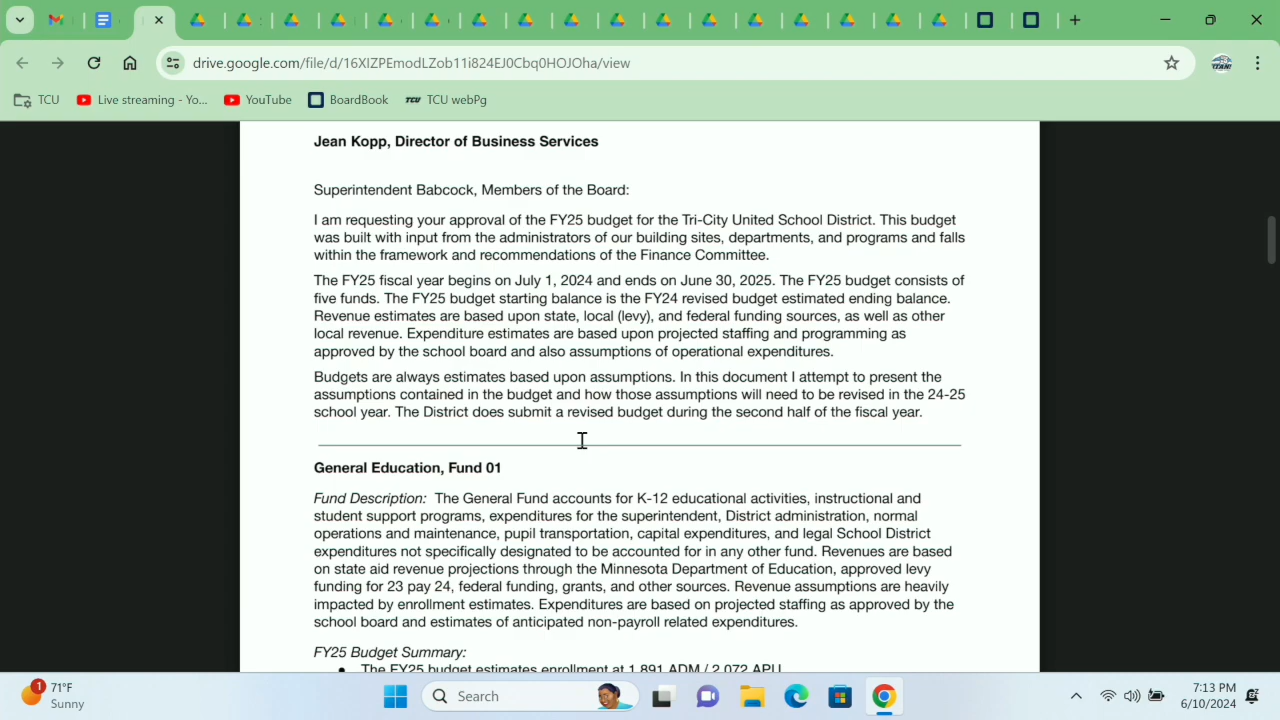 drive.google.com/file/d/16XlZPEmodLZob11i824EJ0Cbq0HOJOha/view
TCU
Live streaming - Yo...
YouTube
BoardBook
TCU
TCU webPg
Jean Kopp, Director of Business Services
Superintendent Babcock, Members of the Board:
I am requesting your approval of the FY25 budget for the Tri-City United School District. This budget
was built with input from the administrators of our building sites, departments, and programs and falls
within the framework and recommendations of the Finance Committee.
The FY25 fiscal year begins on July 1, 2024 and ends on June 30, 2025. The FY25 budget consists of
five funds. The FY25 budget starting balance is the FY24 revised budget estimated ending balance.
Revenue estimates are based upon state, local (levy), and federal funding sources, as well as other
local revenue. Expenditure estimates are based upon projected staffing and programming as
approved by the school board and also assumptions of operational expenditures.
Budgets are always estimates based upon assumptions. In this document I attempt to present the
assumptions contained in the budget and how those assumptions will need to be revised in the 24-25
school year. The District does submit a revised budget during the second half of the fiscal year.
General Education, Fund 01
Fund Description: The General Fund accounts for K-12 educational activities, instructional and
student support programs, expenditures for the superintendent, District administration, normal
operations and maintenance, pupil transportation, capital expenditures, and legal School District
expenditures not specifically designated to be accounted for in any other fund. Revenues are based
on state aid revenue projections through the Minnesota Department of Education, approved levy
funding for 23 pay 24, federal funding, grants, and other sources. Revenue assumptions are heavily
impacted by enrollment estimates. Expenditures are based on projected staffing as approved by the
school board and estimates of anticipated non-payroll related expenditures.
FY25 Budget Summary:
● The FY25 budget estimates enrollment at 1,891 ADM / 2,072 APU
1
71°F
Sunny
Search
7:13 PM
6/10/2024